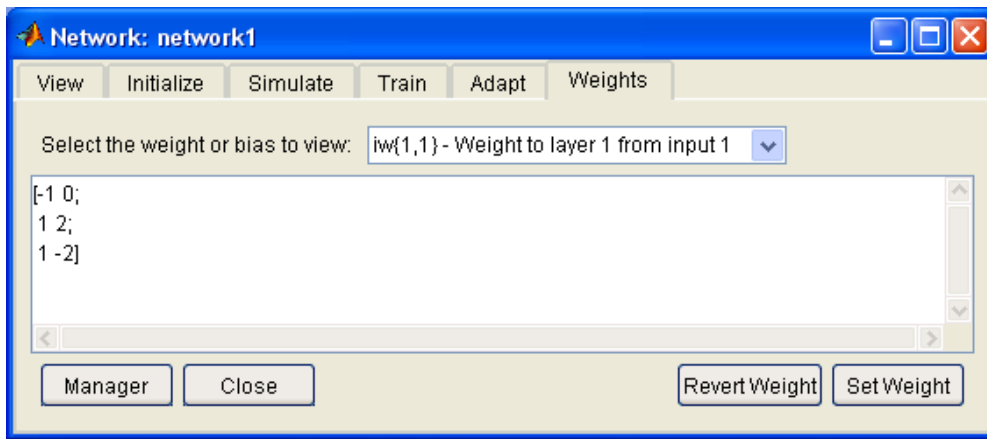 Network: network1
View Initialize Simulate Train Adapt Weights
Select the weight or bias to view: iw{1,1} - Weight to layer 1 from input 1
[-1 0;
1 2;
1 -2]
Manager Close Revert Weight Set Weight